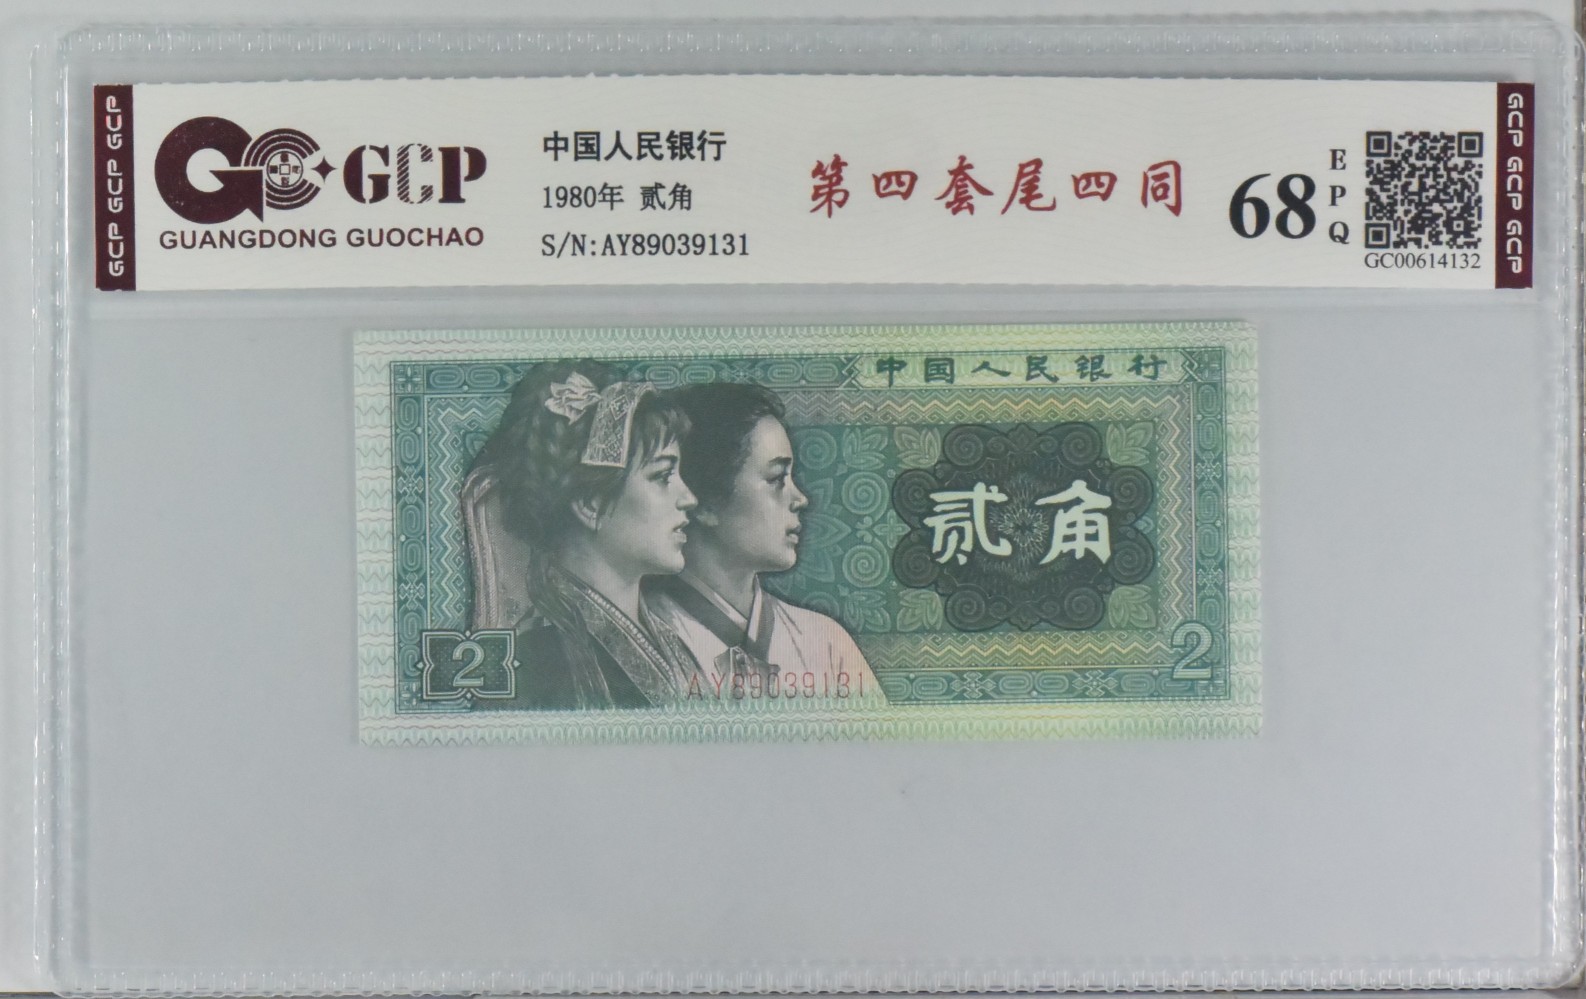 GCP GCP GCP
GCP
GUANGDONG GUOCHAO
中国人民银行
1980年 贰角
S/N:AY89039131
第四套尾四同
68
EPQ
GC00614132
GCP GCP GCP
中国人民银行
贰角
2
2
AY89039131